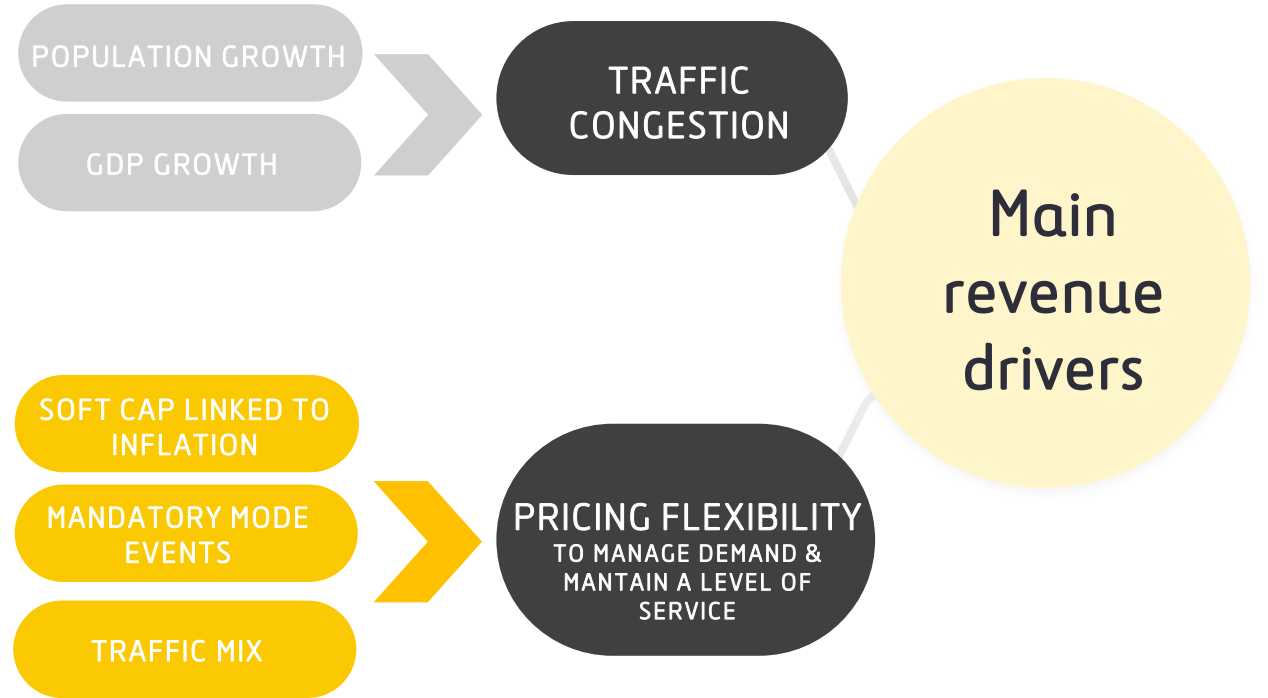 POPULATION GROWTH
GDP GROWTH
TRAFFIC
CONGESTION
Main
revenue
drivers
SOFT CAP LINKED TO
INFLATION
MANDATORY MODE
EVENTS
TRAFFIC MIX
PRICING FLEXIBILITY
TO MANAGE DEMAND &
MANTAIN A LEVEL OF
SERVICE